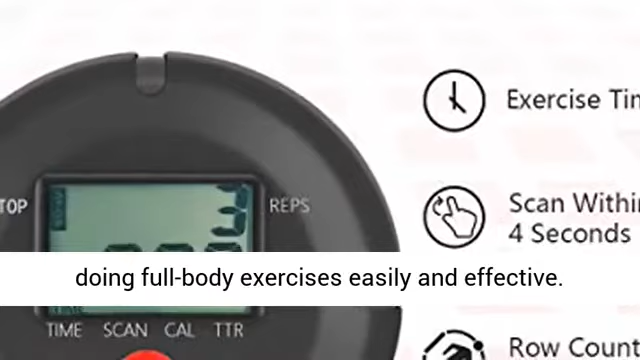 Exercise Tim
TOP
3
REPS
Scan Within
4 Seconds
doing full-body exercises easily and effective.
TIME SCAN CAL TTR
Row Count